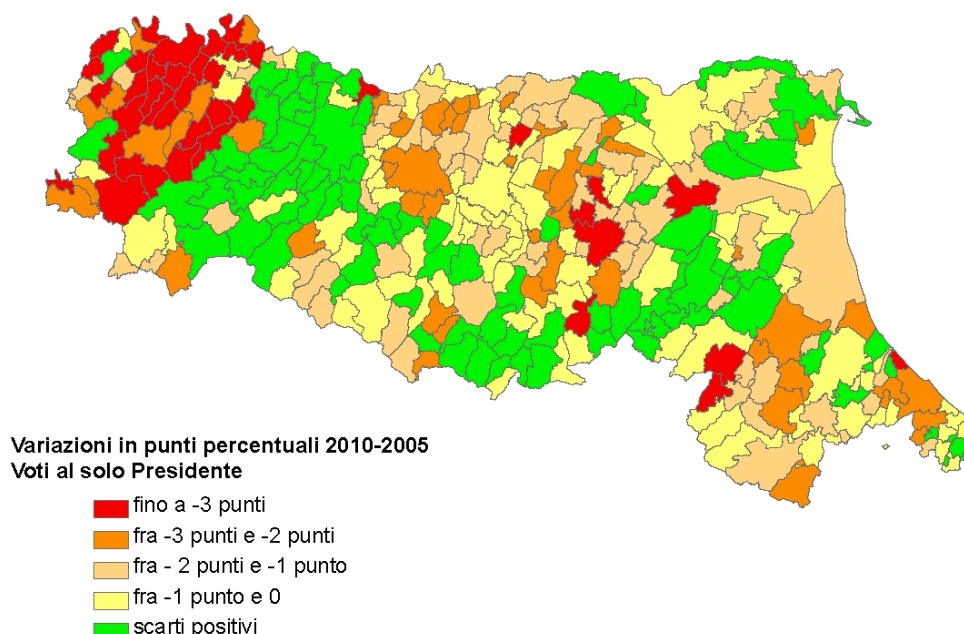 Variazioni in punti percentuali 2010-2005
Voti al solo Presidente
fino a -3 punti
fra -3 punti e -2 punti
fra - 2 punti e -1 punto
fra -1 punto e 0
scarti positivi